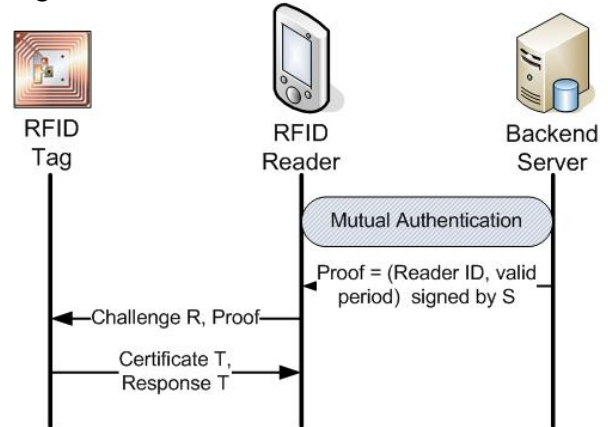 RFID
Tag
RFID
Reader
Backend
Server
Mutual Authentication
Proof = (Reader ID, valid
period) signed by S
Challenge R, Proof
Certificate T,
Response T